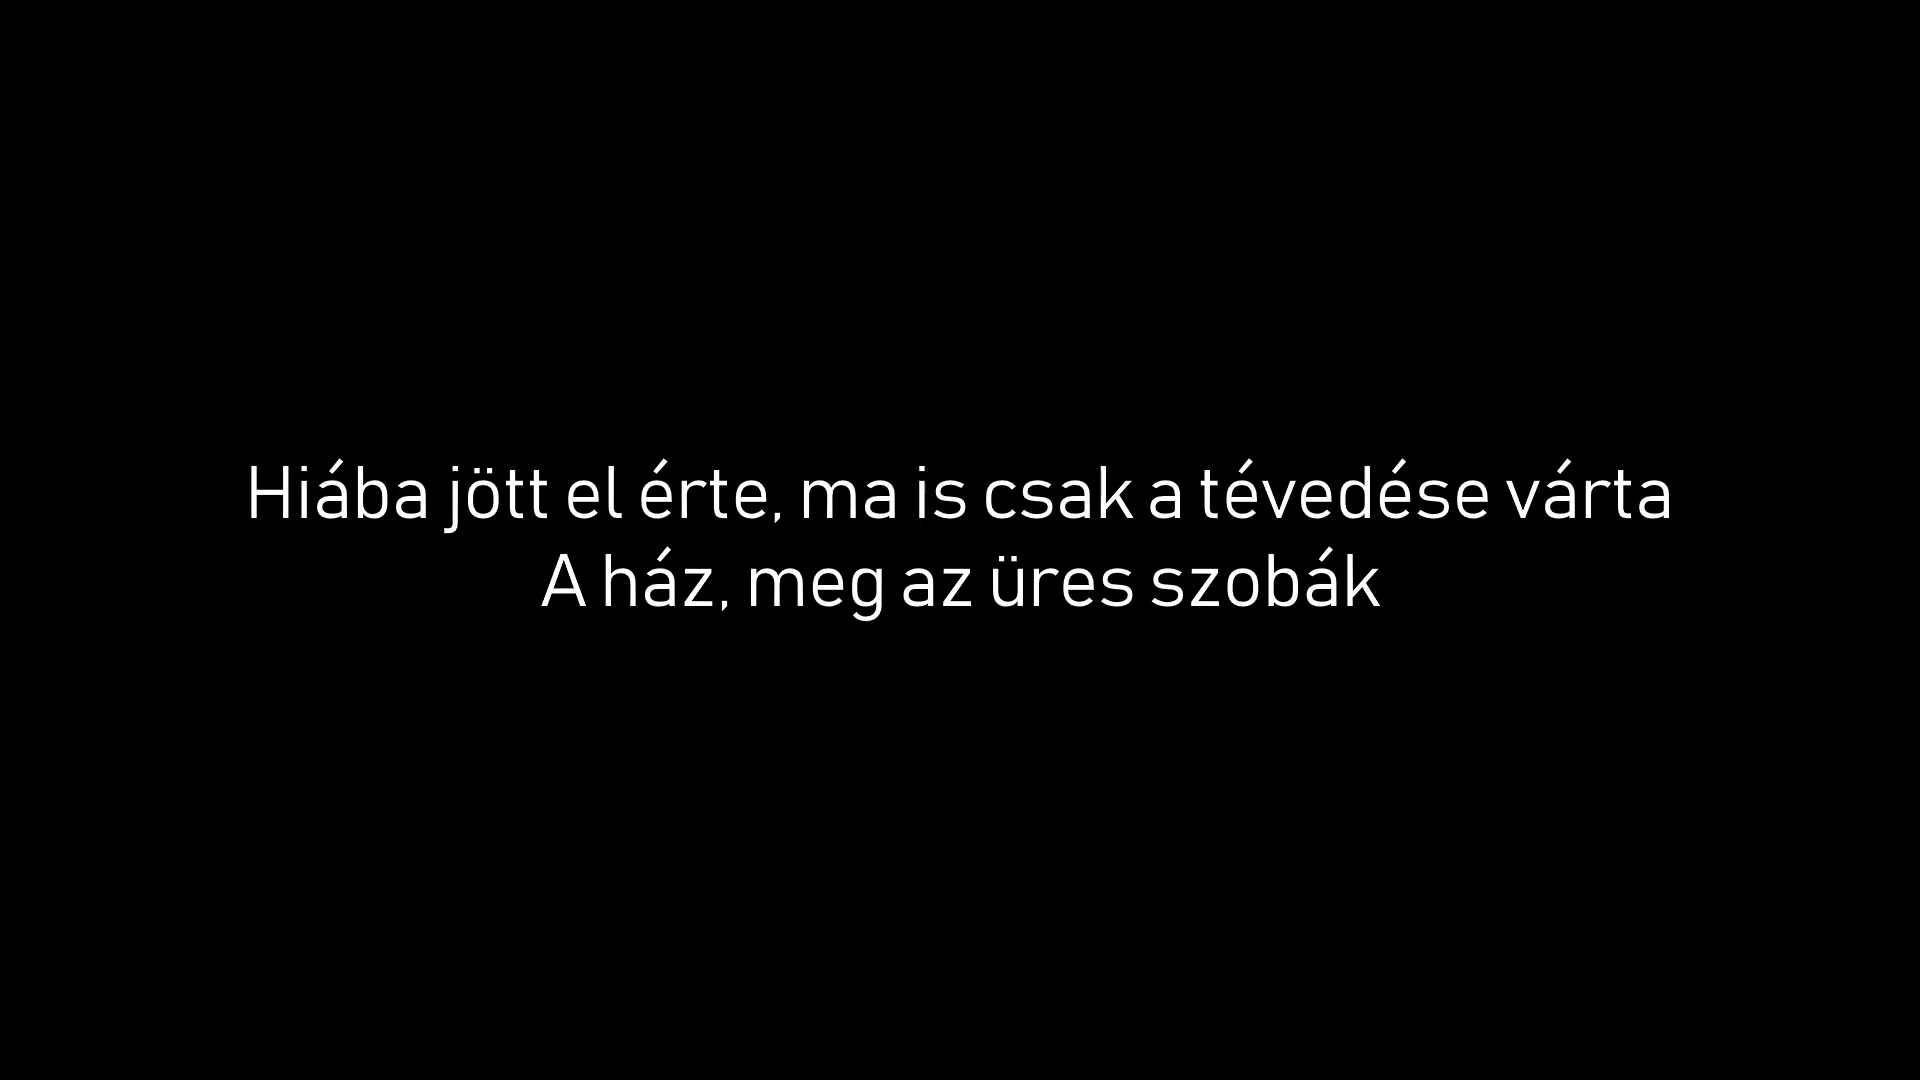 Hiába jött el érte, ma is csak a tévedése várta
A ház, meg az üres szobák